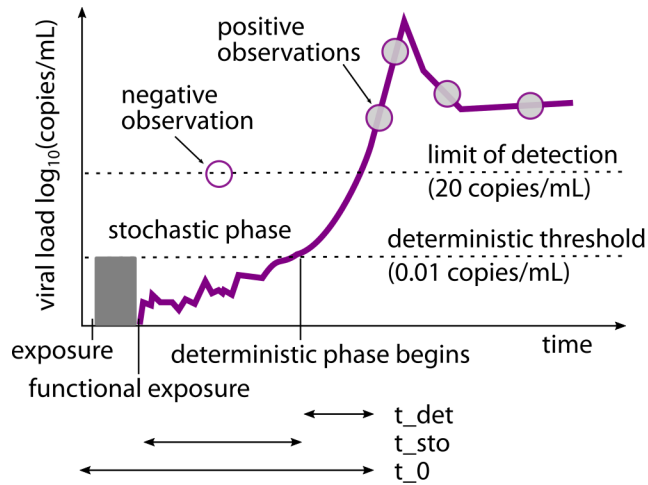 viral load log10(copies/mL)
positive
observations
negative
observation
limit of detection
(20 copies/mL)
stochastic phase
deterministic threshold
(0.01 copies/mL)
exposure
deterministic phase begins
time
functional exposure
t_det
t_sto
t_0